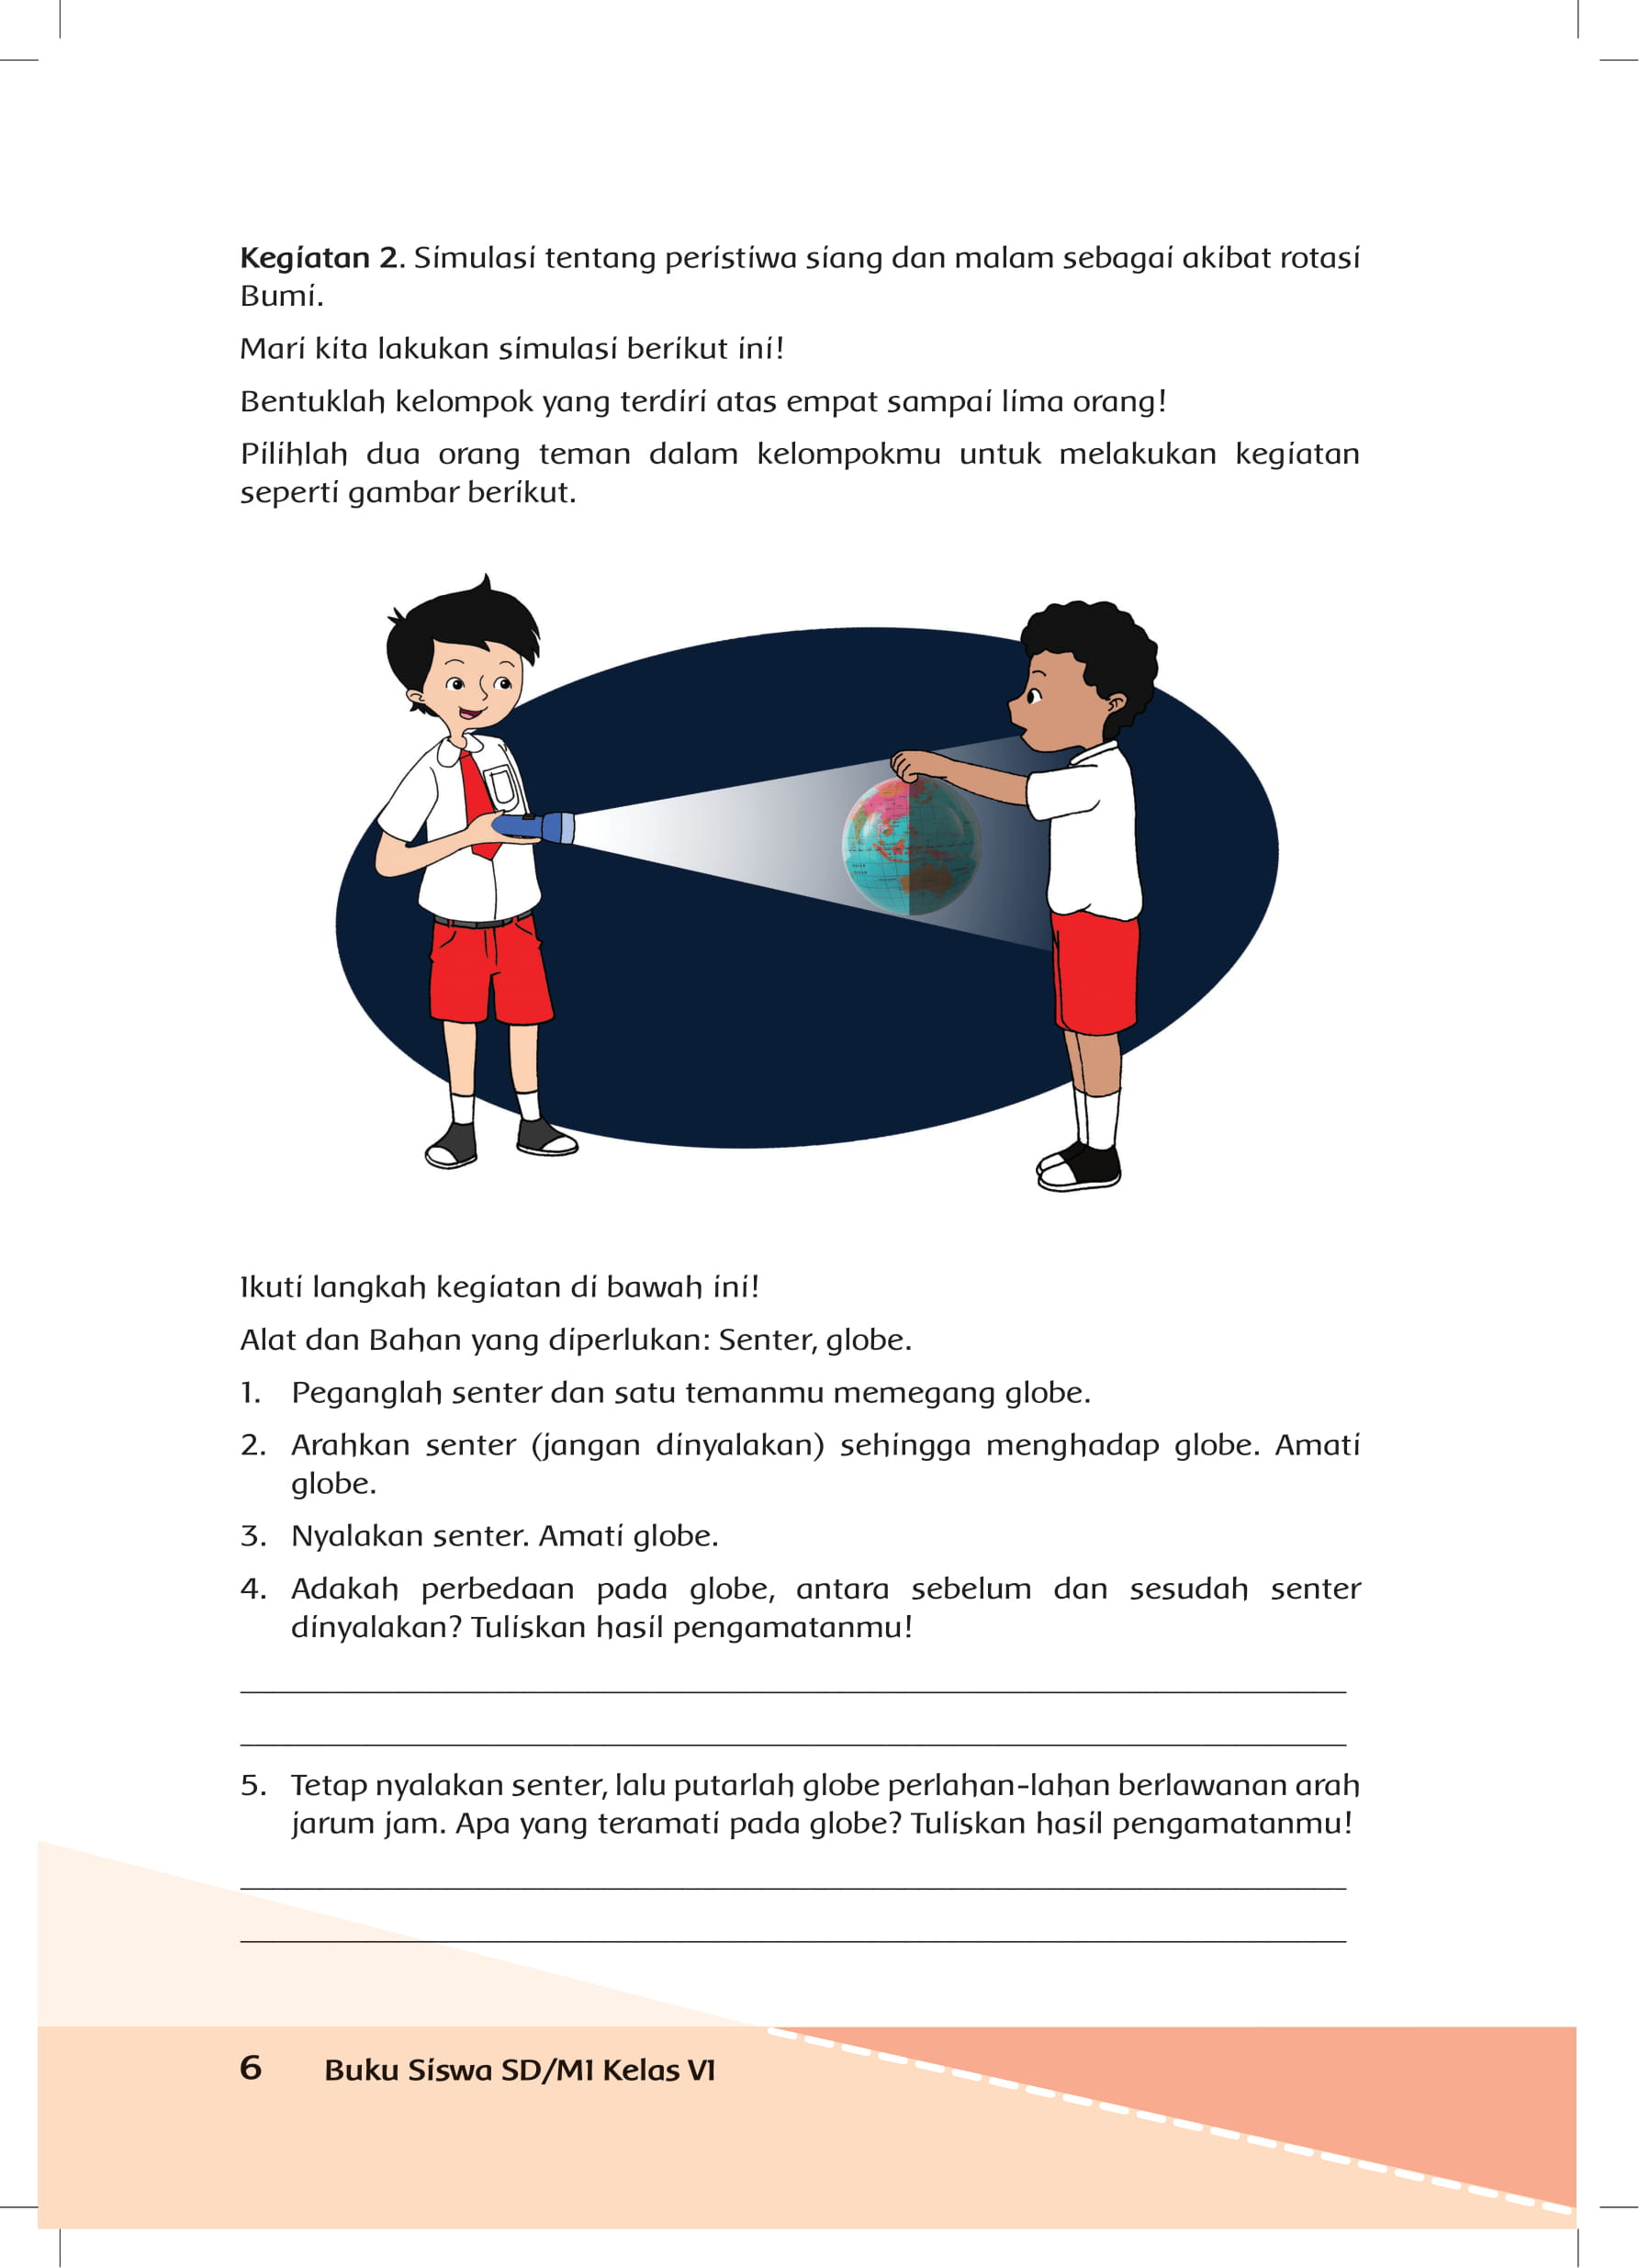 Kegiatan 2. Simulasi tentang peristiwa siang dan malam sebagai akibat rotasi
Bumi.
Mari kita lakukan simulasi berikut ini!
Bentuklah kelompok yang terdiri atas empat sampai lima orang!
Pilihlah dua orang teman dalam kelompokmu untuk melakukan kegiatan
seperti gambar berikut.
Ikuti langkah kegiatan di bawah ini!
Alat dan Bahan yang diperlukan: Senter, globe.
1. Peganglah senter dan satu temanmu memegang globe.
2. Arahkan senter (jangan dinyalakan) sehingga menghadap globe. Amati
globe.
3. Nyalakan senter. Amati globe.
4. Adakah perbedaan pada globe, antara sebelum dan sesudah senter
dinyalakan? Tuliskan hasil pengamatanmu!
5. Tetap nyalakan senter, lalu putarlah globe perlahan-lahan berlawanan arah
jarum jam. Apa yang teramati pada globe? Tuliskan hasil pengamatanmu!
6 Buku Siswa SD/MI Kelas VI